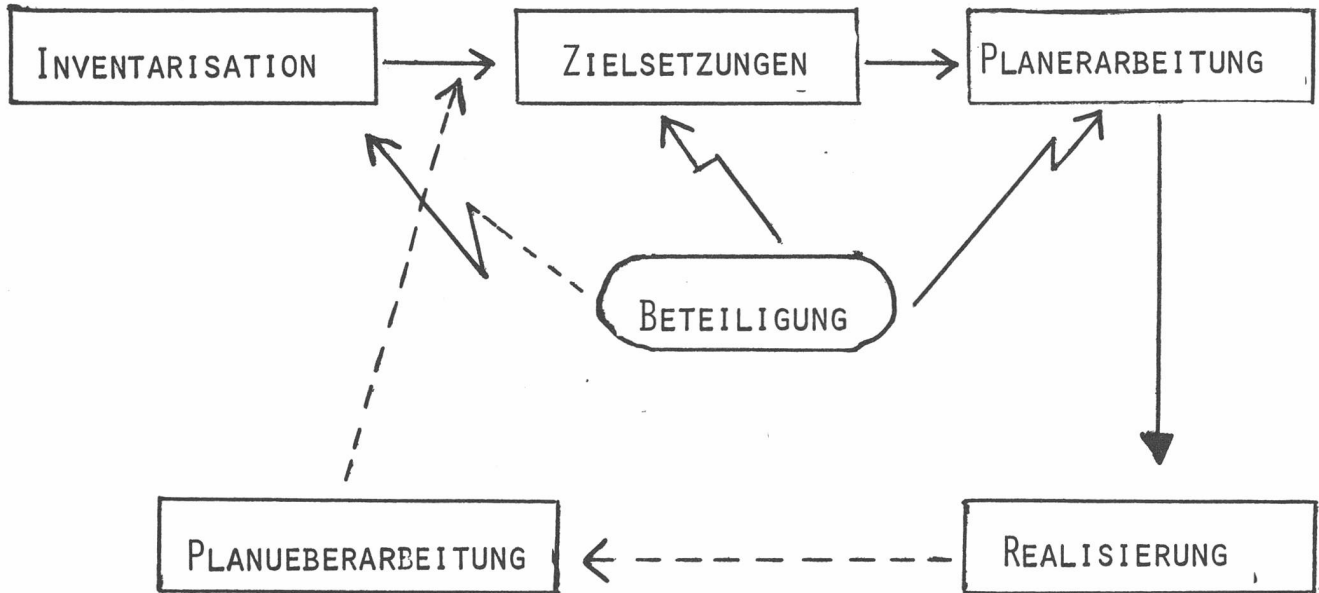 INVENTARISATION
ZIELSETZUNGEN
PLANERARBEITUNG
BETEILIGUNG
PLANUEBERARBEITUNG
REALISIERUNG